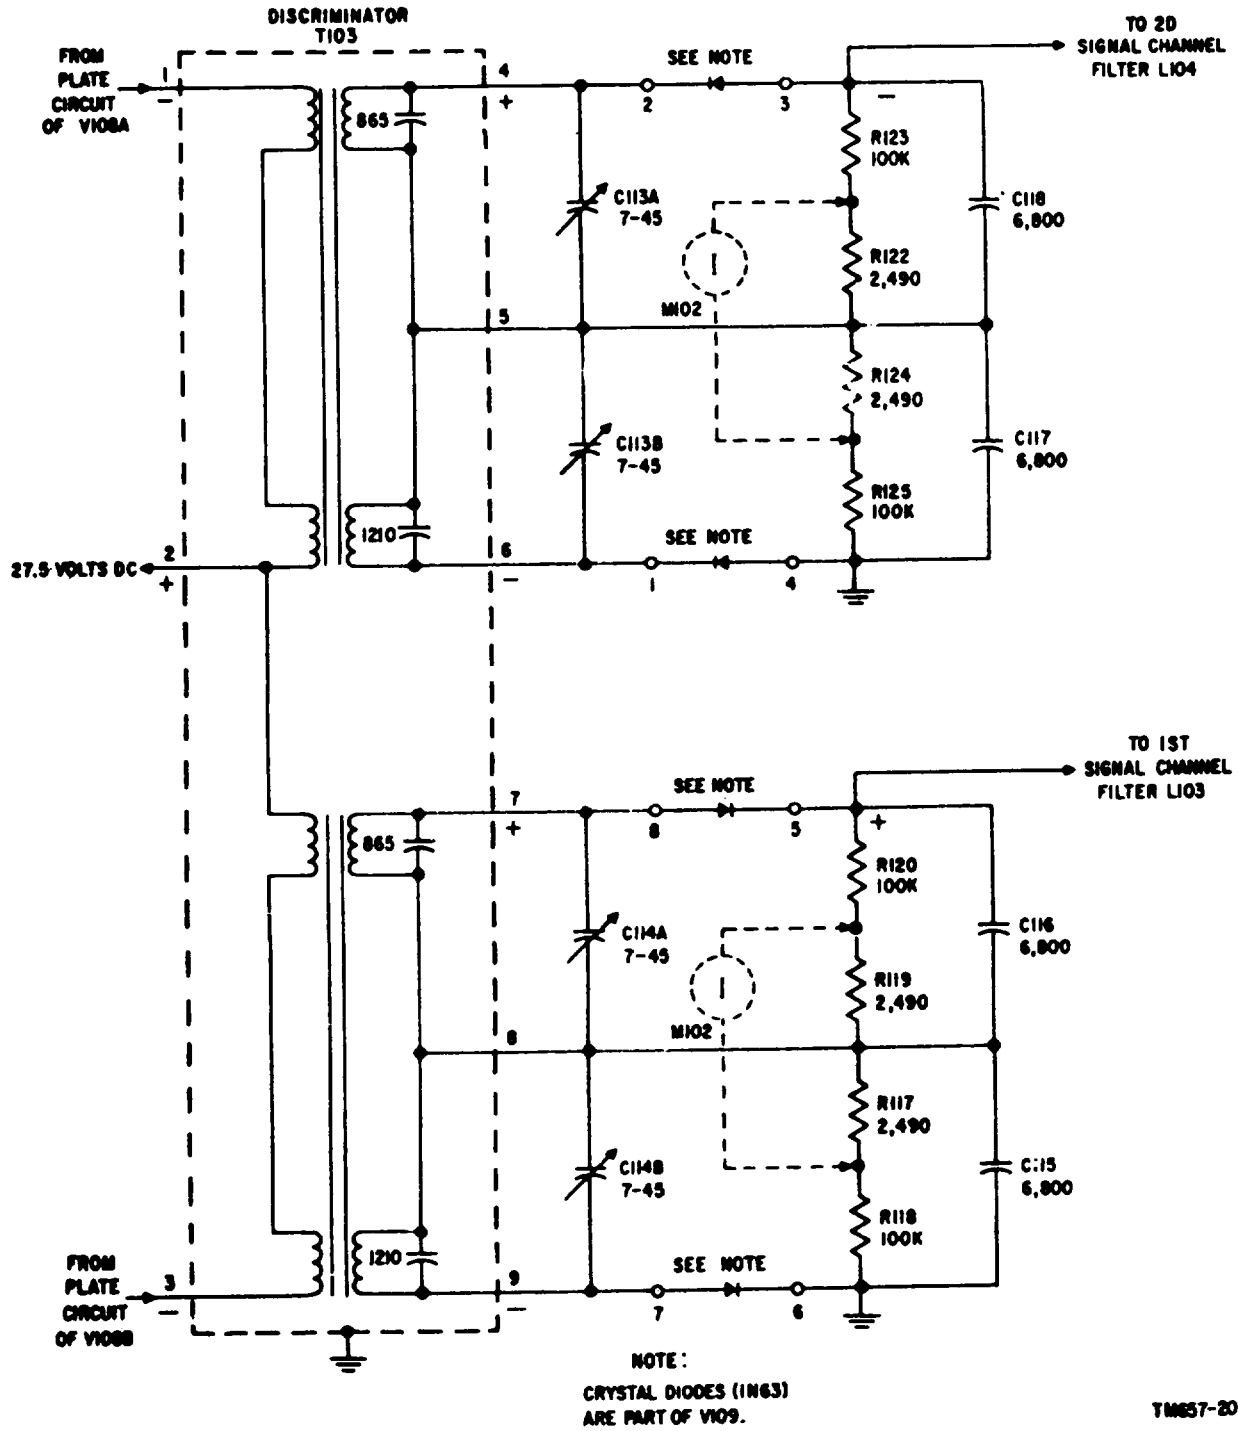 DISCRIMINATOR
T103
FROM
PLATE
CIRCUIT
OF V108A
1
−
4
+
865
SEE NOTE
2
3
−
TO 2D
SIGNAL CHANNEL
FILTER L104
R123
100K
C113A
7-45
C118
6,800
R122
2,490
M102
5
R124
2,490
C113B
7-45
C117
6,800
R125
100K
1210
6
−
SEE NOTE
1
4
2
27.5 VOLTS DC
+
TO 1ST
SIGNAL CHANNEL
FILTER L103
7
+
865
SEE NOTE
8
5
+
R120
100K
C114A
7-45
C116
6,800
R119
2,490
M102
8
R117
2,490
C114B
7-45
C115
6,800
R118
100K
1210
9
−
SEE NOTE
7
6
FROM
PLATE
CIRCUIT
OF V108B
3
−
NOTE:
CRYSTAL DIODES (1N63)
ARE PART OF V109.
TM657-20